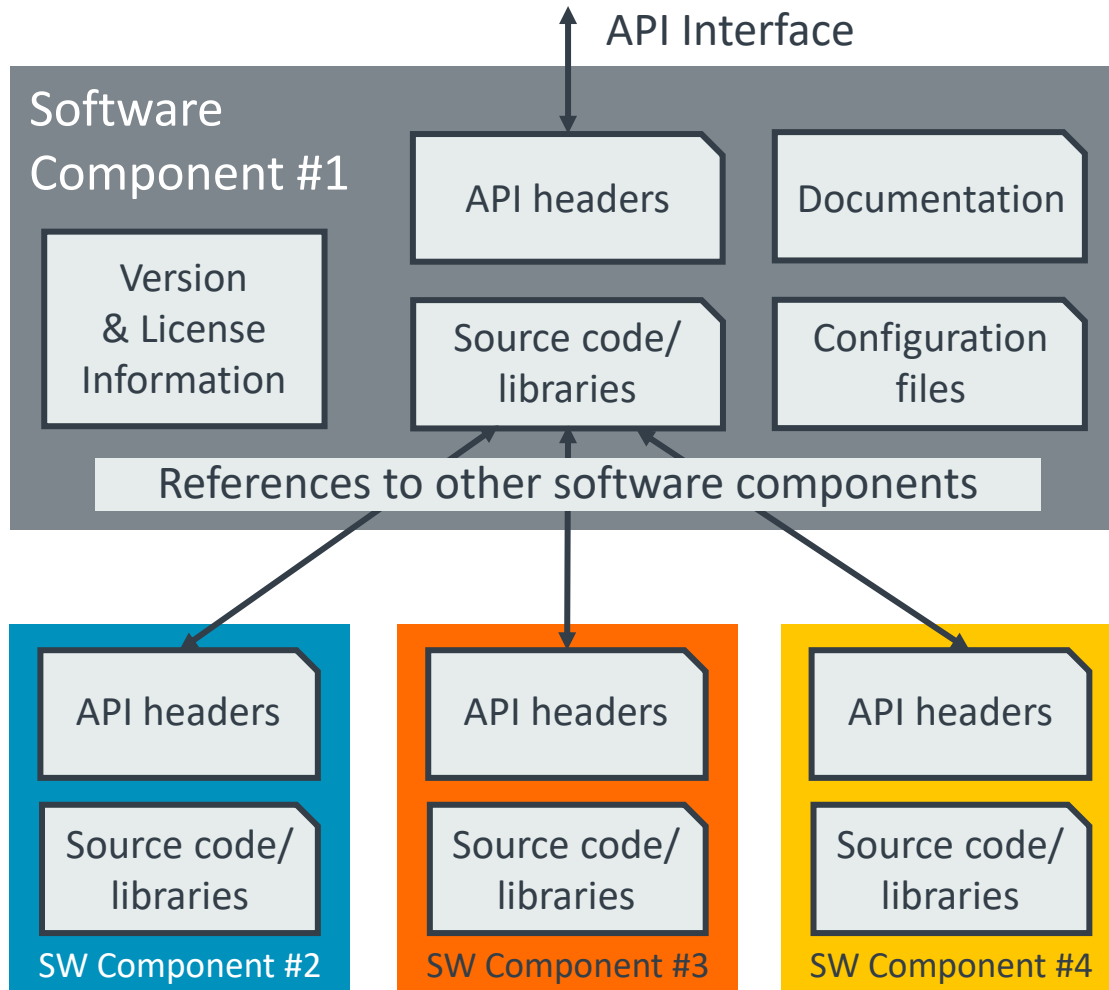 API Interface
Software
Component #1
API headers
Documentation
Version
& License
Information
Source code/
libraries
Configuration
files
References to other software components
API headers
Source code/
libraries
SW Component #2
API headers
Source code/
libraries
SW Component #3
API headers
Source code/
libraries
SW Component #4